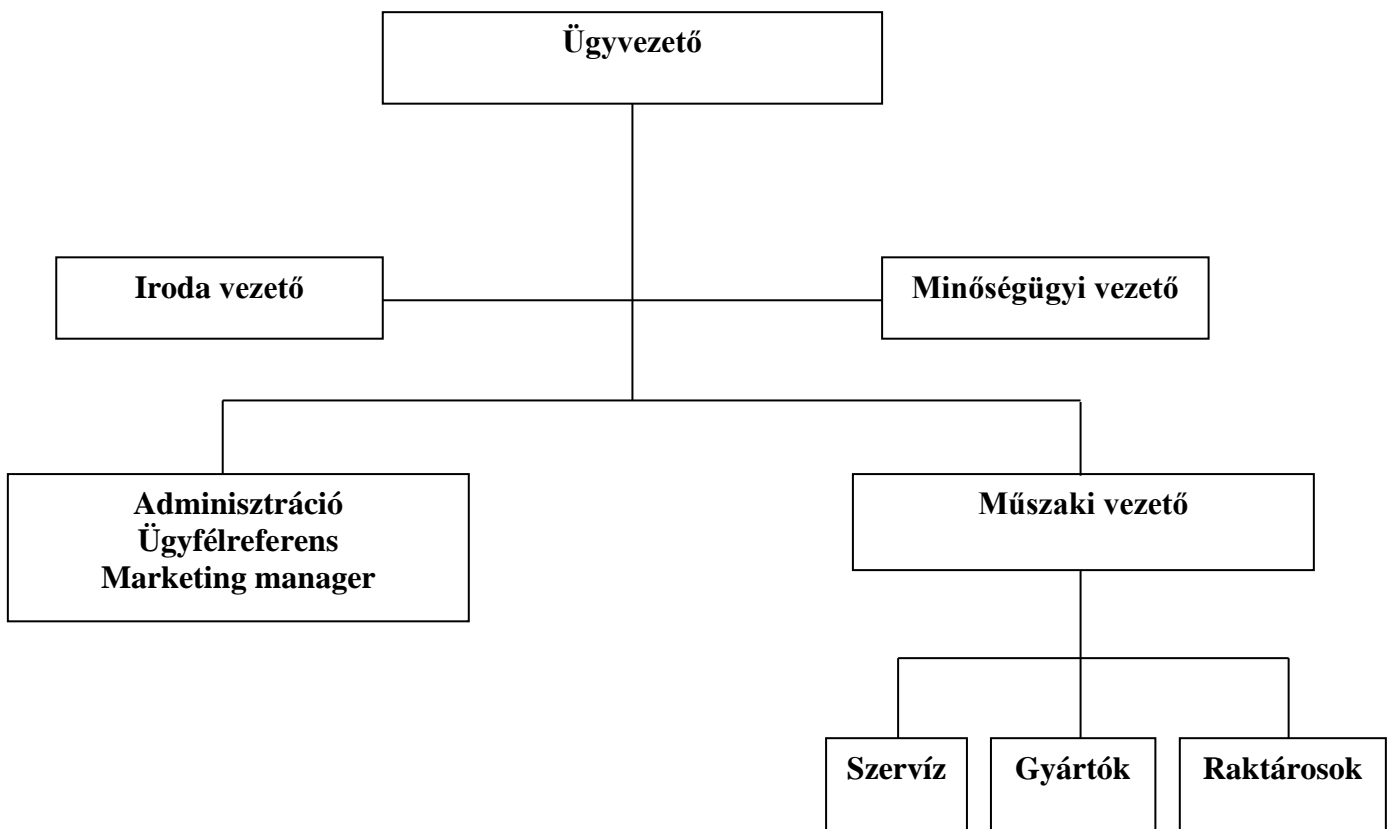 Ügyvezető
Iroda vezető
Minőségügyi vezető
Adminisztráció
Ügyfélreferens
Marketing manager
Műszaki vezető
Szervíz
Gyártók
Raktárosok